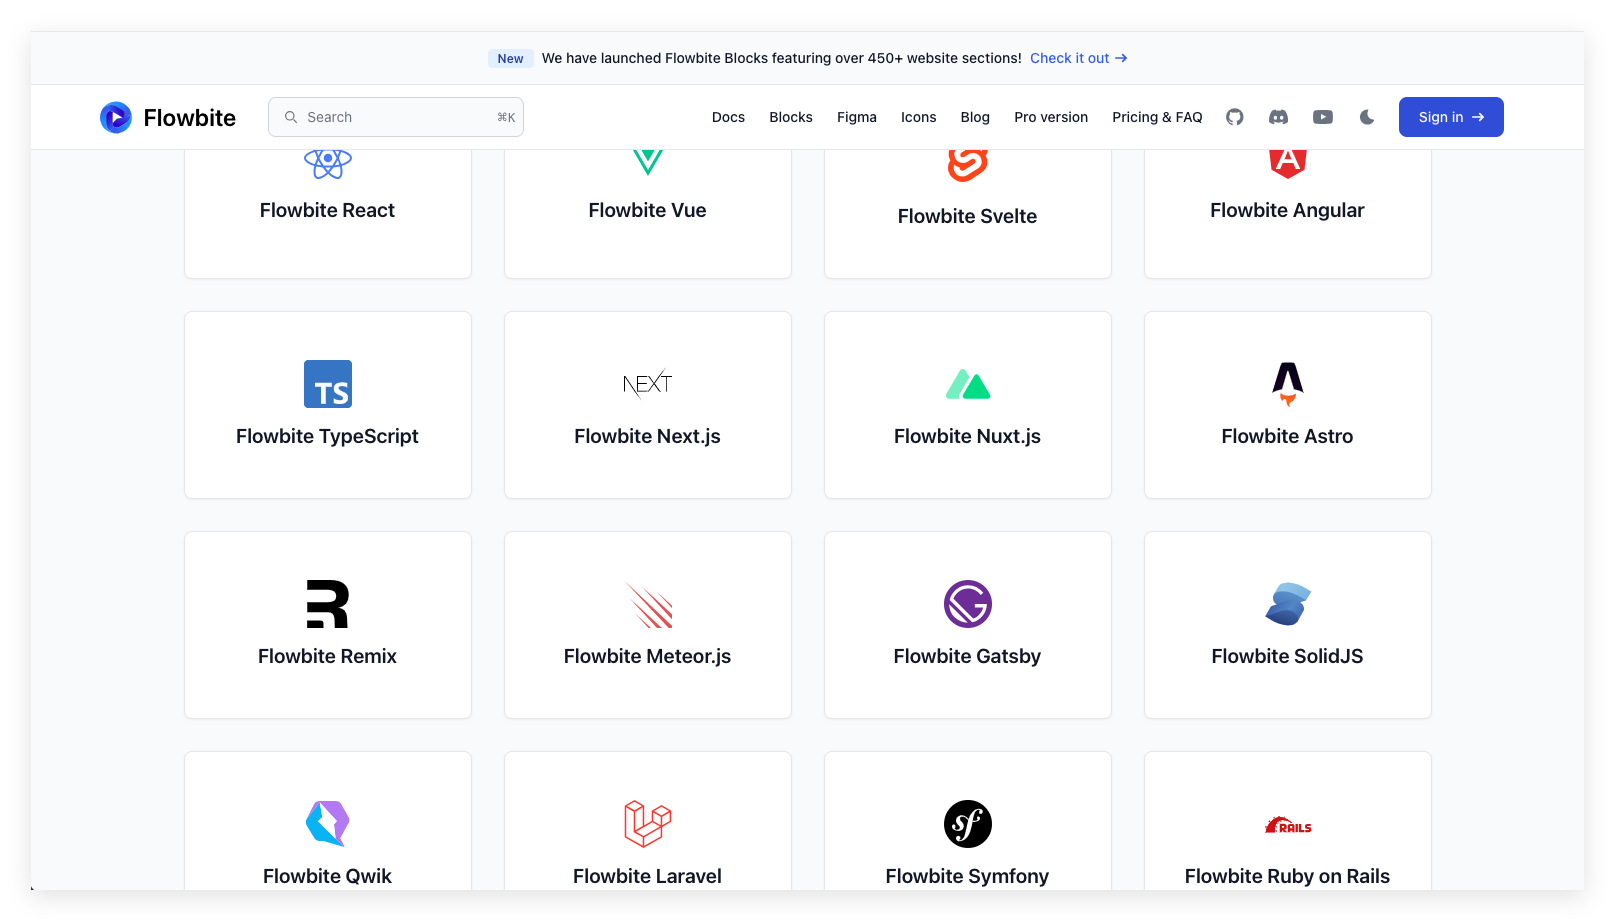 New We have launched Flowbite Blocks featuring over 450+ website sections! Check it out →
Flowbite Search ⌘K Docs Blocks Figma Icons Blog Pro version Pricing & FAQ Sign in →
Flowbite React
Flowbite Vue
Flowbite Svelte
Flowbite Angular
TS
Flowbite TypeScript
NEXT
Flowbite Next.js
Flowbite Nuxt.js
Flowbite Astro
Flowbite Remix
Flowbite Meteor.js
Flowbite Gatsby
Flowbite SolidJS
Flowbite Qwik
Flowbite Laravel
sf
Flowbite Symfony
RAILS
Flowbite Ruby on Rails